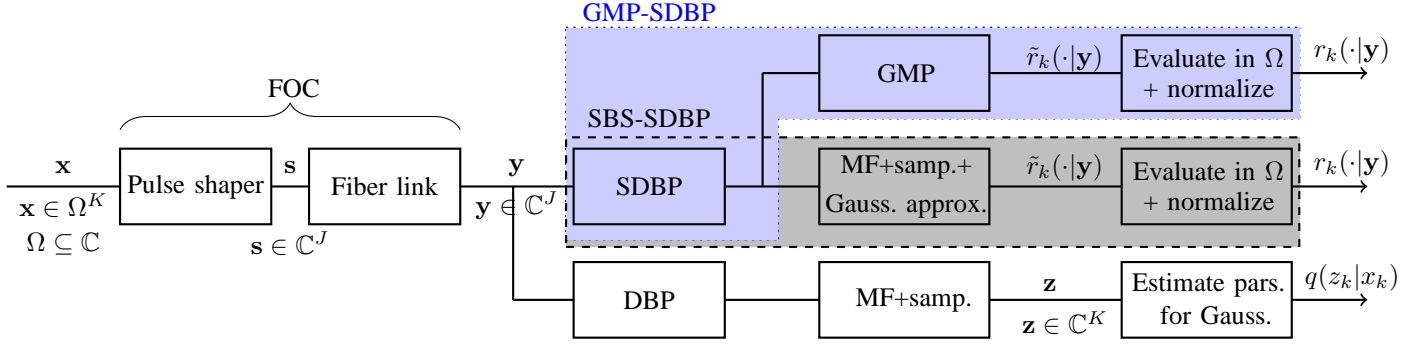 GMP-SDBP
GMP
r̃ₖ(·|𝐲)
Evaluate in Ω
+ normalize
rₖ(·|𝐲)
FOC
SBS-SDBP
𝐱
𝐱 ∈ Ωᴷ
Ω ⊆ ℂ
Pulse shaper
𝐬
𝐬 ∈ ℂᴶ
Fiber link
𝐲
𝐲 ∈ ℂᴶ
SDBP
MF+samp.+
Gauss. approx.
r̃ₖ(·|𝐲)
Evaluate in Ω
+ normalize
rₖ(·|𝐲)
DBP
MF+samp.
𝐳
𝐳 ∈ ℂᴷ
Estimate pars.
for Gauss.
q(zₖ|xₖ)